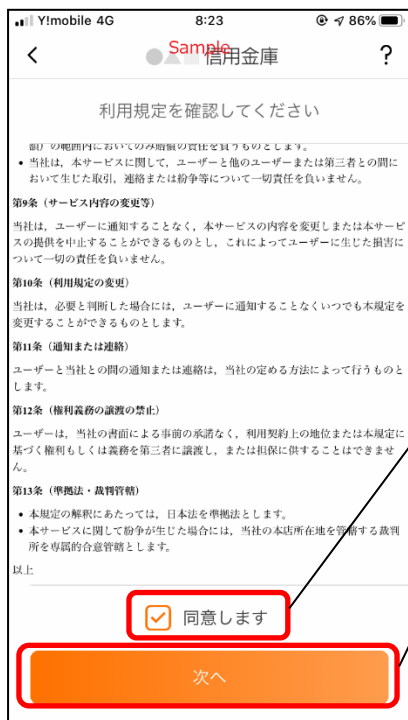 Y!mobile 4G 8:23 86%
Sample
●▲■信用金庫 ?
利用規定を確認してください
額）の範囲内においてのみ賠償の責任を負うものとします。
• 当社は，本サービスに関して，ユーザーと他のユーザーまたは第三者との間に
おいて生じた取引，連絡または紛争等について一切責任を負いません。
第9条（サービス内容の変更等）
当社は，ユーザーに通知することなく，本サービスの内容を変更しまたは本サービ
スの提供を中止することができるものとし，これによってユーザーに生じた損害に
ついて一切の責任を負いません。
第10条（利用規定の変更）
当社は，必要と判断した場合には，ユーザーに通知することなくいつでも本規定を
変更することができるものとします。
第11条（通知または連絡）
ユーザーと当社との間の通知または連絡は，当社の定める方法によって行うものと
します。
第12条（権利義務の譲渡の禁止）
ユーザーは，当社の書面による事前の承諾なく，利用契約上の地位または本規定に
基づく権利もしくは義務を第三者に譲渡し，または担保に供することはできませ
ん。
第13条（準拠法・裁判管轄）
• 本規定の解釈にあたっては，日本法を準拠法とします。
• 本サービスに関して紛争が生じた場合には，当社の本店所在地を管轄する裁判
所を専属的合意管轄とします。
以上
同意します
次へ